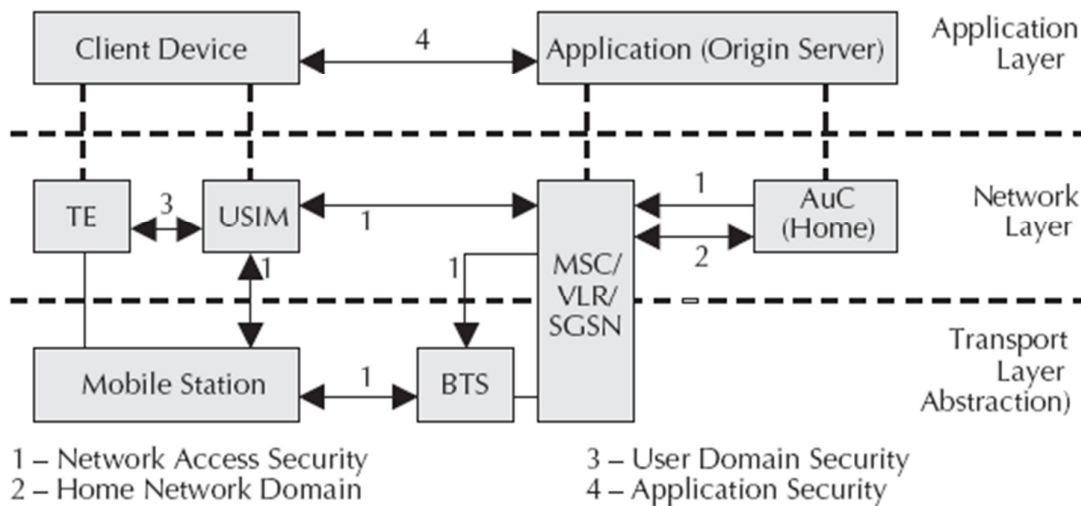 Client Device
4
Application (Origin Server)
Application
Layer
TE
3
USIM
1
1
AuC
(Home)
2
Network
Layer
1
1
MSC/
VLR/
SGSN
Mobile Station
1
BTS
Transport
Layer
Abstraction)
1 – Network Access Security
2 – Home Network Domain
3 – User Domain Security
4 – Application Security